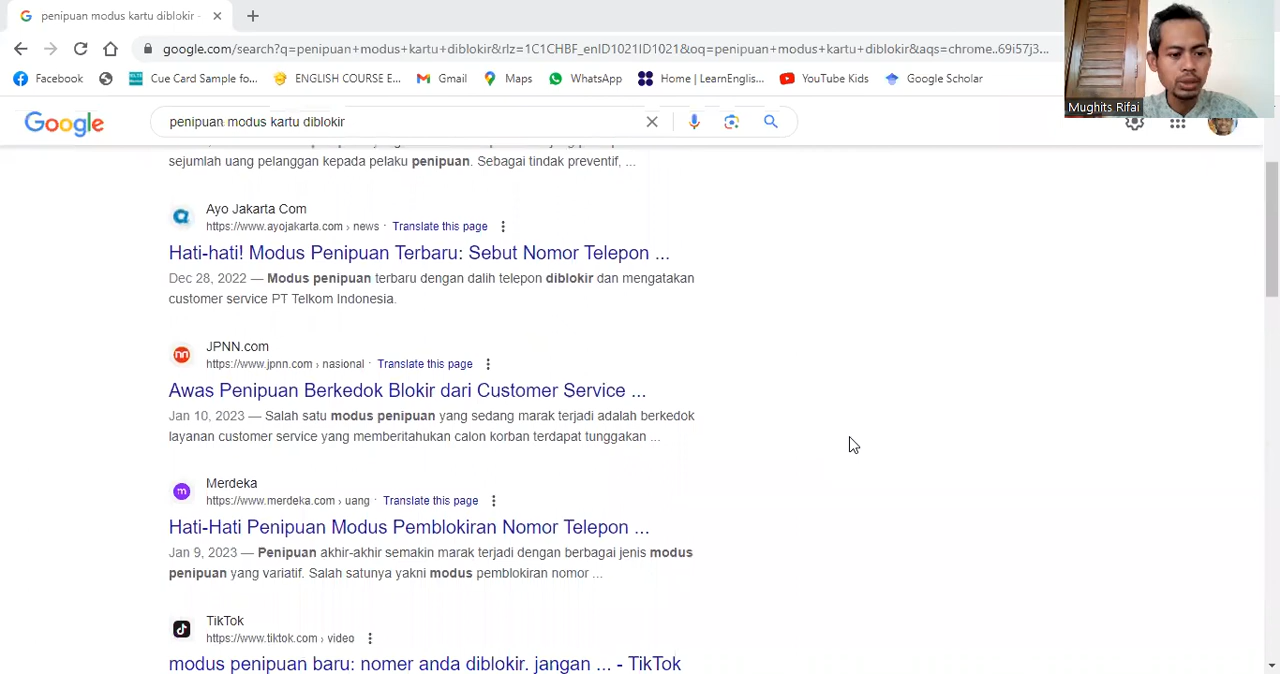 penipuan modus kartu diblokir -
google.com/search?q=penipuan+modus+kartu+diblokir&rlz=1C1CHBF_enID1021ID1021&oq=penipuan+modus+kartu+diblokir&aqs=chrome..69i57j3...
Facebook
Cue Card Sample fo...
ENGLISH COURSE E...
Gmail
Maps
WhatsApp
Home | LearnEnglis...
YouTube Kids
Google Scholar
Mughits Rifai
Google
penipuan modus kartu diblokir
sejumlah uang pelanggan kepada pelaku penipuan. Sebagai tindak preventif, ...
Ayo Jakarta Com
https://www.ayojakarta.com › news · Translate this page
Hati-hati! Modus Penipuan Terbaru: Sebut Nomor Telepon ...
Dec 28, 2022 — Modus penipuan terbaru dengan dalih telepon diblokir dan mengatakan
customer service PT Telkom Indonesia.
JPNN.com
https://www.jpnn.com › nasional · Translate this page
Awas Penipuan Berkedok Blokir dari Customer Service ...
Jan 10, 2023 — Salah satu modus penipuan yang sedang marak terjadi adalah berkedok
layanan customer service yang memberitahukan calon korban terdapat tunggakan ...
Merdeka
https://www.merdeka.com › uang · Translate this page
Hati-Hati Penipuan Modus Pemblokiran Nomor Telepon ...
Jan 9, 2023 — Penipuan akhir-akhir semakin marak terjadi dengan berbagai jenis modus
penipuan yang variatif. Salah satunya yakni modus pemblokiran nomor ...
TikTok
https://www.tiktok.com › video
modus penipuan baru: nomer anda diblokir. jangan ... - TikTok